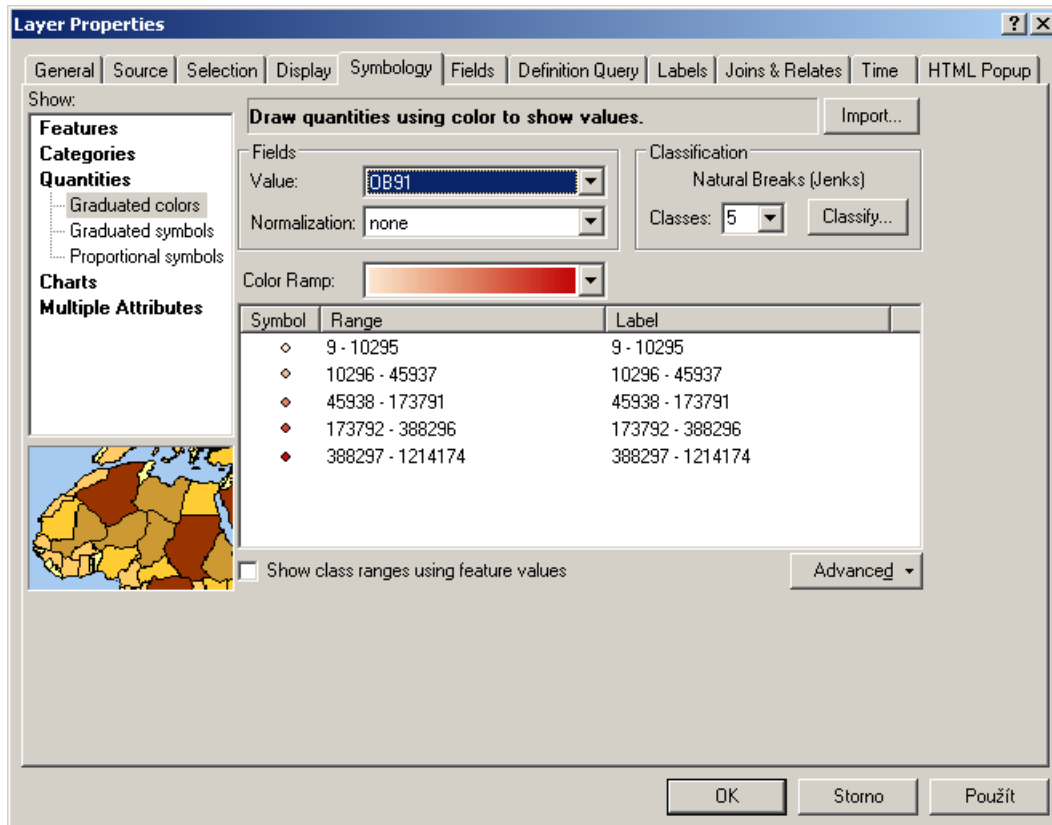 Layer Properties
General Source Selection Display Symbology Fields Definition Query Labels Joins & Relates Time HTML Popup
Show:
Features
Categories
Quantities
Graduated colors
Graduated symbols
Proportional symbols
Charts
Multiple Attributes
Draw quantities using color to show values.
Import...
Fields
Value: OB91
Normalization: none
Classification
Natural Breaks (Jenks)
Classes: 5 Classify...
Color Ramp:
Symbol Range Label
9 - 10295 9 - 10295
10296 - 45937 10296 - 45937
45938 - 173791 45938 - 173791
173792 - 388296 173792 - 388296
388297 - 1214174 388297 - 1214174
Show class ranges using feature values
Advanced
OK Storno Použít